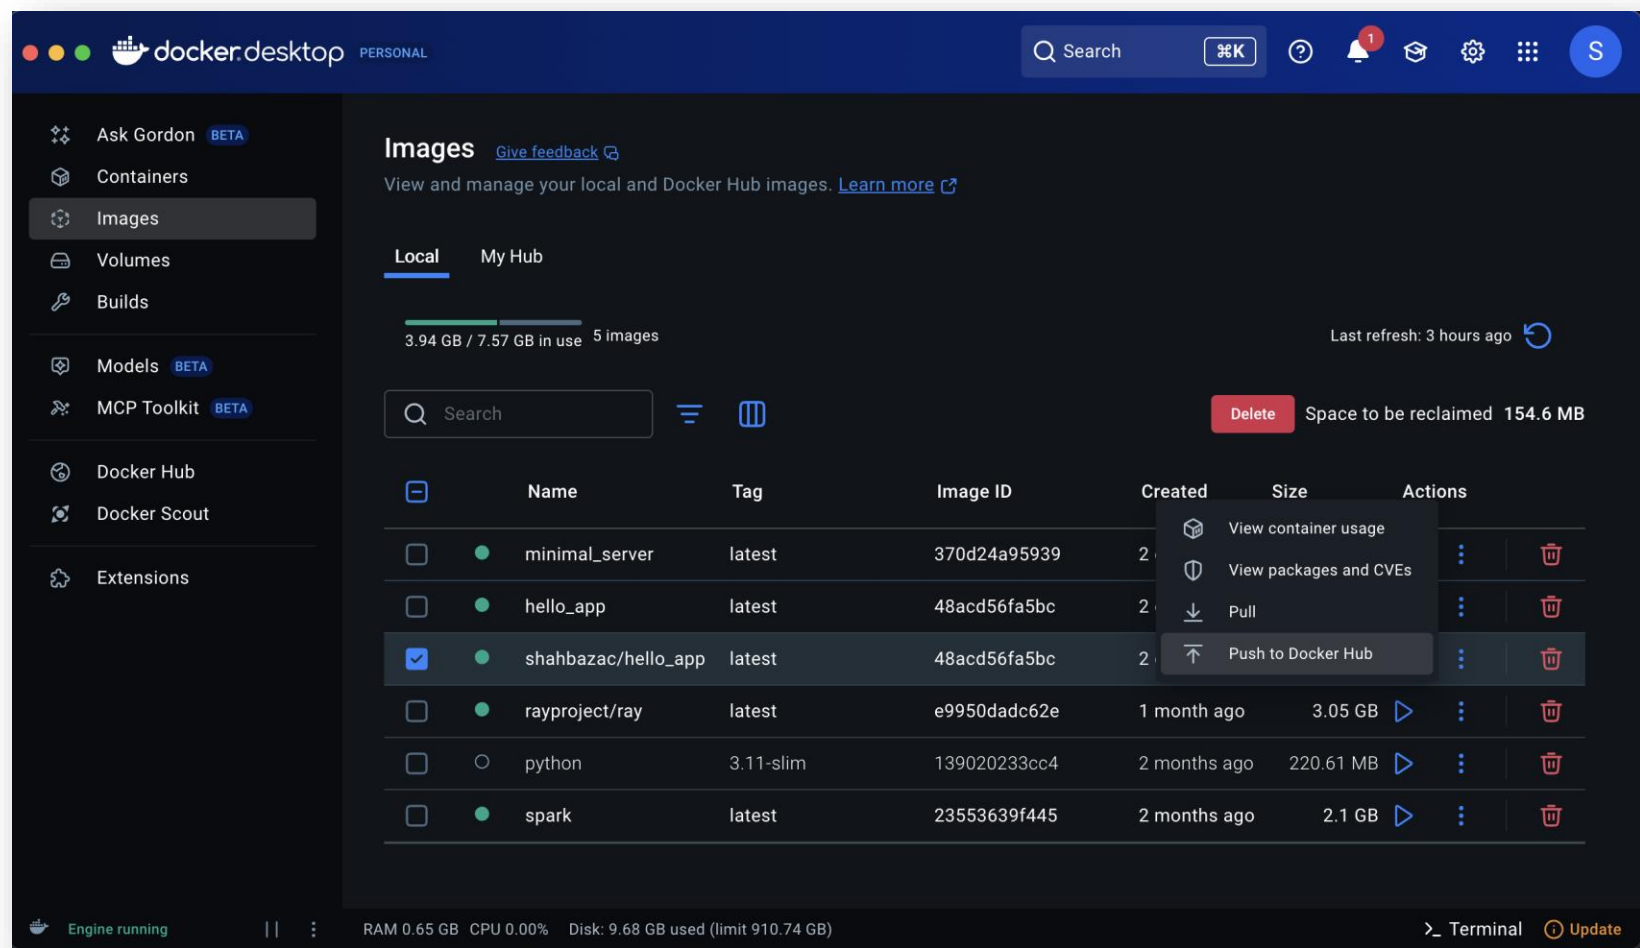 docker.desktop PERSONAL
Search ⌘K
1
S
Ask Gordon BETA
Containers
Images
Volumes
Builds
Models BETA
MCP Toolkit BETA
Docker Hub
Docker Scout
Extensions
Images Give feedback
View and manage your local and Docker Hub images. Learn more
Local My Hub
3.94 GB / 7.57 GB in use 5 images
Last refresh: 3 hours ago
Search
Delete Space to be reclaimed 154.6 MB
Name Tag Image ID Created Size Actions
minimal_server latest 370d24a95939 2
hello_app latest 48acd56fa5bc 2
shahbazac/hello_app latest 48acd56fa5bc 2
rayproject/ray latest e9950dadc62e 1 month ago 3.05 GB
python 3.11-slim 139020233cc4 2 months ago 220.61 MB
spark latest 23553639f445 2 months ago 2.1 GB
View container usage
View packages and CVEs
Pull
Push to Docker Hub
Engine running
RAM 0.65 GB CPU 0.00% Disk: 9.68 GB used (limit 910.74 GB)
>_ Terminal Update